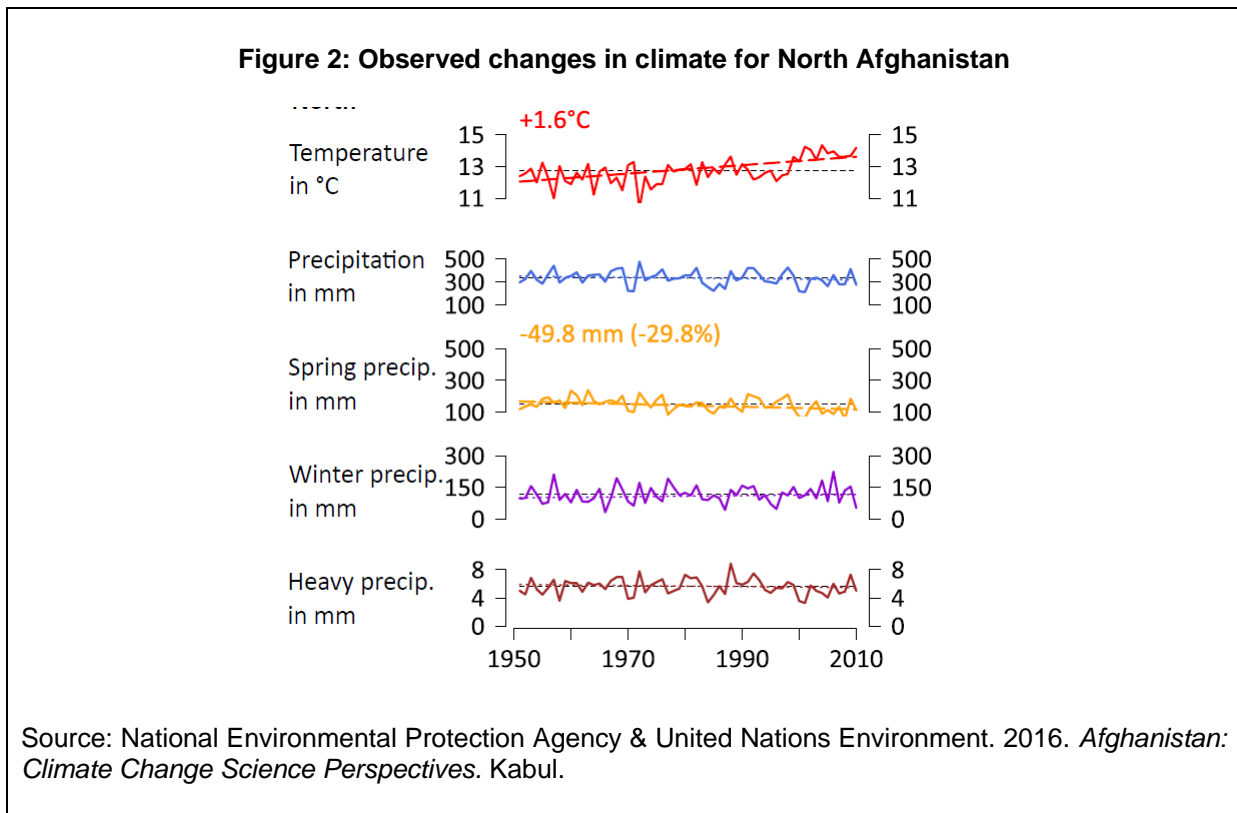 Figure 2: Observed changes in climate for North Afghanistan
+1.6°C
Temperature
in °C
15
13
11
15
13
11
Precipitation
in mm
500
300
100
500
300
100
-49.8 mm (-29.8%)
Spring precip.
in mm
500
300
100
500
300
100
Winter precip.
in mm
300
150
0
300
150
0
Heavy precip.
in mm
8
4
0
8
4
0
1950 1970 1990 2010
Source: National Environmental Protection Agency & United Nations Environment. 2016. Afghanistan:
Climate Change Science Perspectives. Kabul.